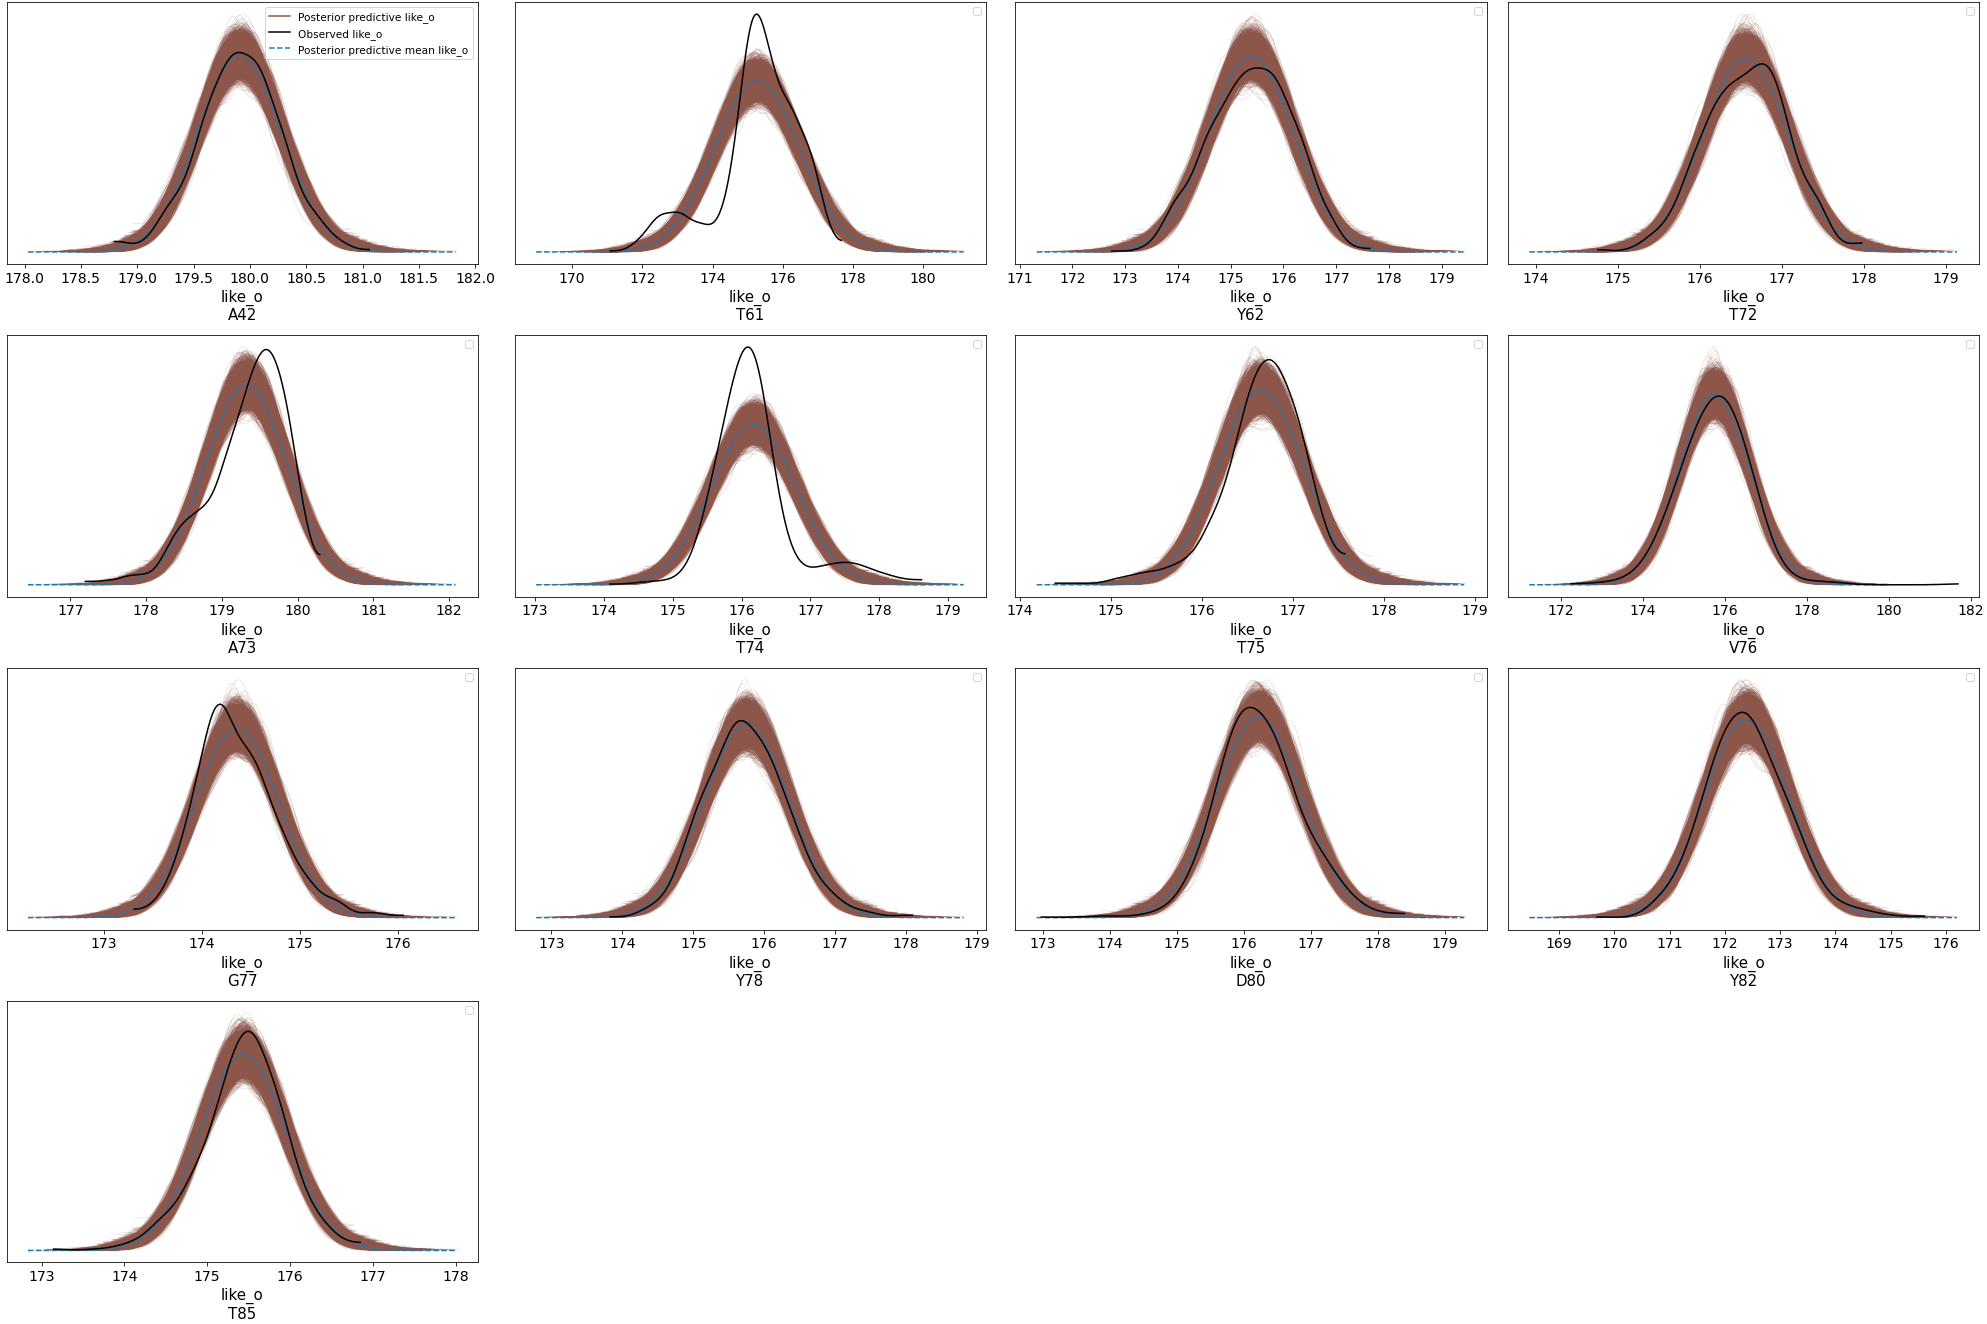 Posterior predictive like_o
Observed like_o
Posterior predictive mean like_o
178.0 178.5 179.0 179.5 180.0 180.5 181.0 181.5 182.0
like_o
A42
170 172 174 176 178 180
like_o
T61
171 172 173 174 175 176 177 178 179
like_o
Y62
174 175 176 177 178 179
like_o
T72
177 178 179 180 181 182
like_o
A73
173 174 175 176 177 178 179
like_o
T74
174 175 176 177 178 179
like_o
T75
172 174 176 178 180 182
like_o
V76
173 174 175 176
like_o
G77
173 174 175 176 177 178 179
like_o
Y78
173 174 175 176 177 178 179
like_o
D80
169 170 171 172 173 174 175 176
like_o
Y82
173 174 175 176 177 178
like_o
T85